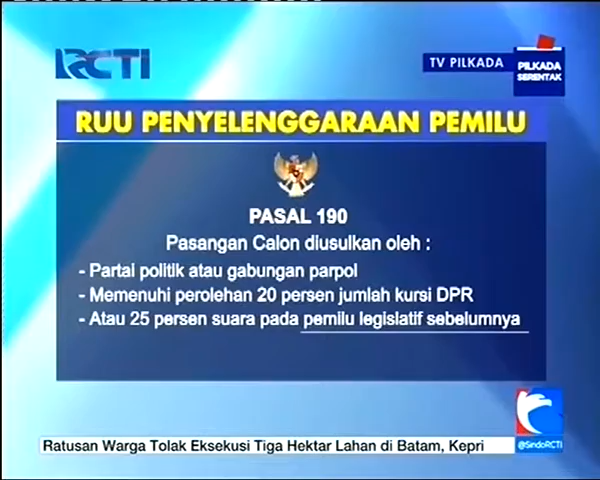 RCTI
TV PILKADA
PILKADA
SERENTAK
RUU PENYELENGGARAAN PEMILU
PASAL 190
Pasangan Calon diusulkan oleh :
- Partai politik atau gabungan parpol
- Memenuhi perolehan 20 persen jumlah kursi DPR
- Atau 25 persen suara pada pemilu legislatif sebelumnya
Ratusan Warga Tolak Eksekusi Tiga Hektar Lahan di Batam, Kepri
@SindoRCTI